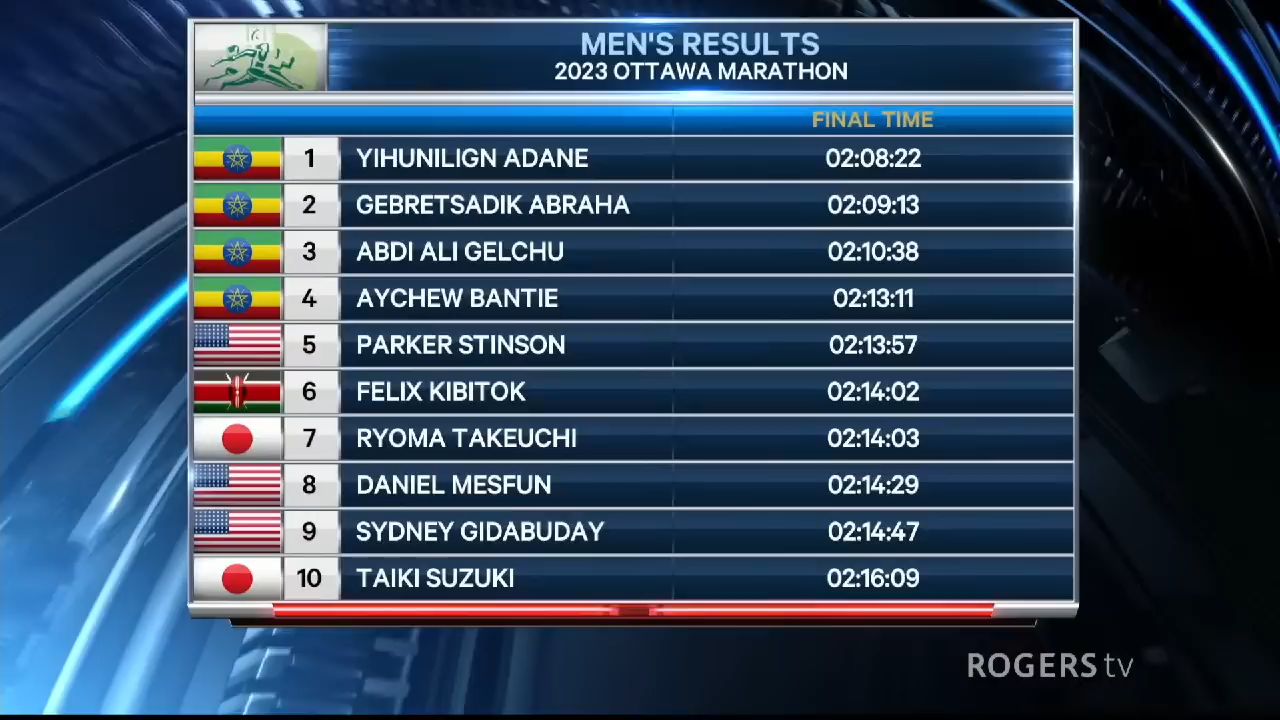 MEN'S RESULTS
2023 OTTAWA MARATHON
FINAL TIME
1 YIHUNILIGN ADANE 02:08:22
2 GEBRETSADIK ABRAHA 02:09:13
3 ABDI ALI GELCHU 02:10:38
4 AYCHEW BANTIE 02:13:11
5 PARKER STINSON 02:13:57
6 FELIX KIBITOK 02:14:02
7 RYOMA TAKEUCHI 02:14:03
8 DANIEL MESFUN 02:14:29
9 SYDNEY GIDABUDAY 02:14:47
10 TAIKI SUZUKI 02:16:09
ROGERS tv